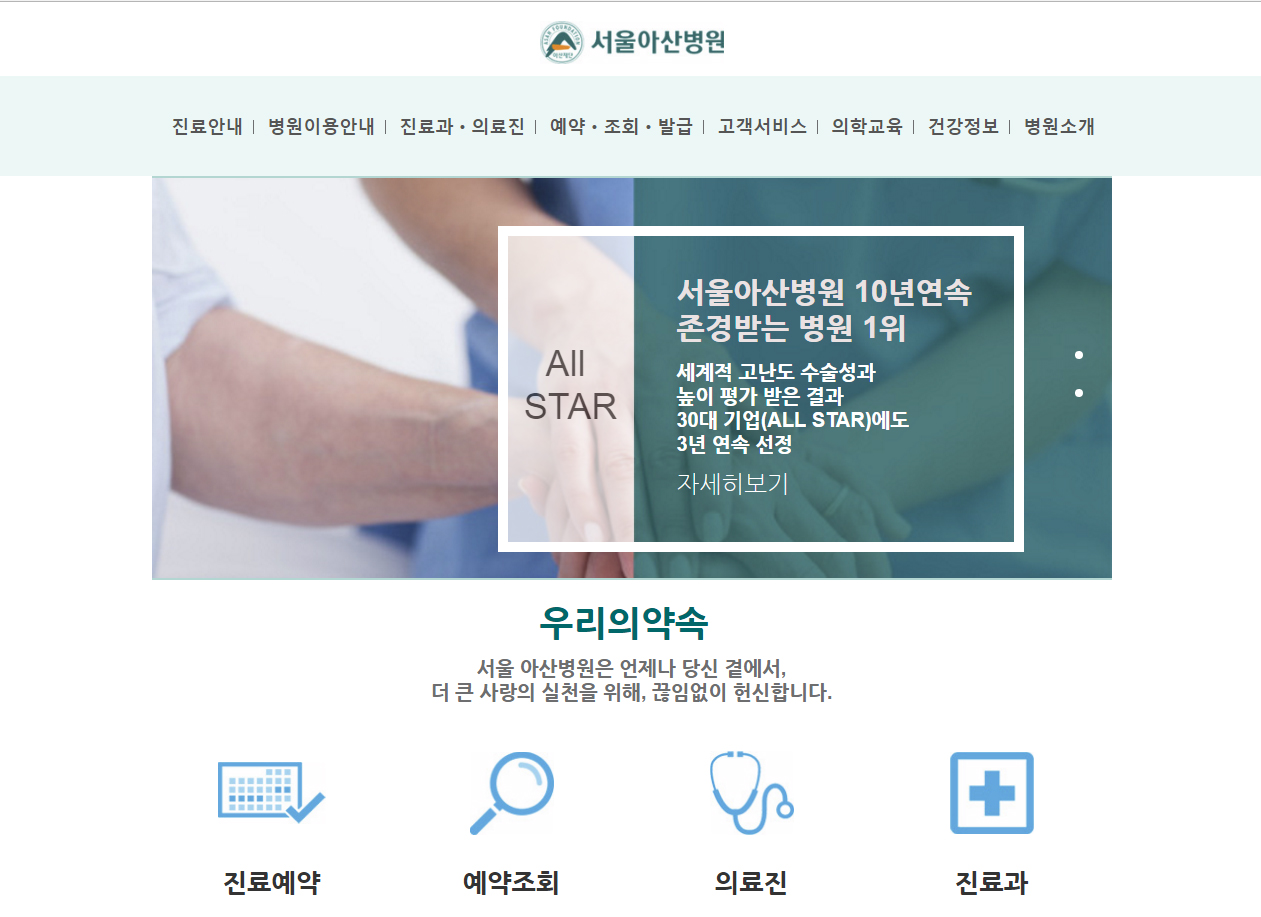 ASAN FOUNDATION
아산재단
서울아산병원
진료안내 | 병원이용안내 | 진료과・의료진 | 예약・조회・발급 | 고객서비스 | 의학교육 | 건강정보 | 병원소개
서울아산병원 10년연속
존경받는 병원 1위
All
STAR
세계적 고난도 수술성과
높이 평가 받은 결과
30대 기업(ALL STAR)에도
3년 연속 선정
자세히보기
우리의약속
서울 아산병원은 언제나 당신 곁에서,
더 큰 사랑의 실천을 위해, 끊임없이 헌신합니다.
진료예약 예약조회 의료진 진료과